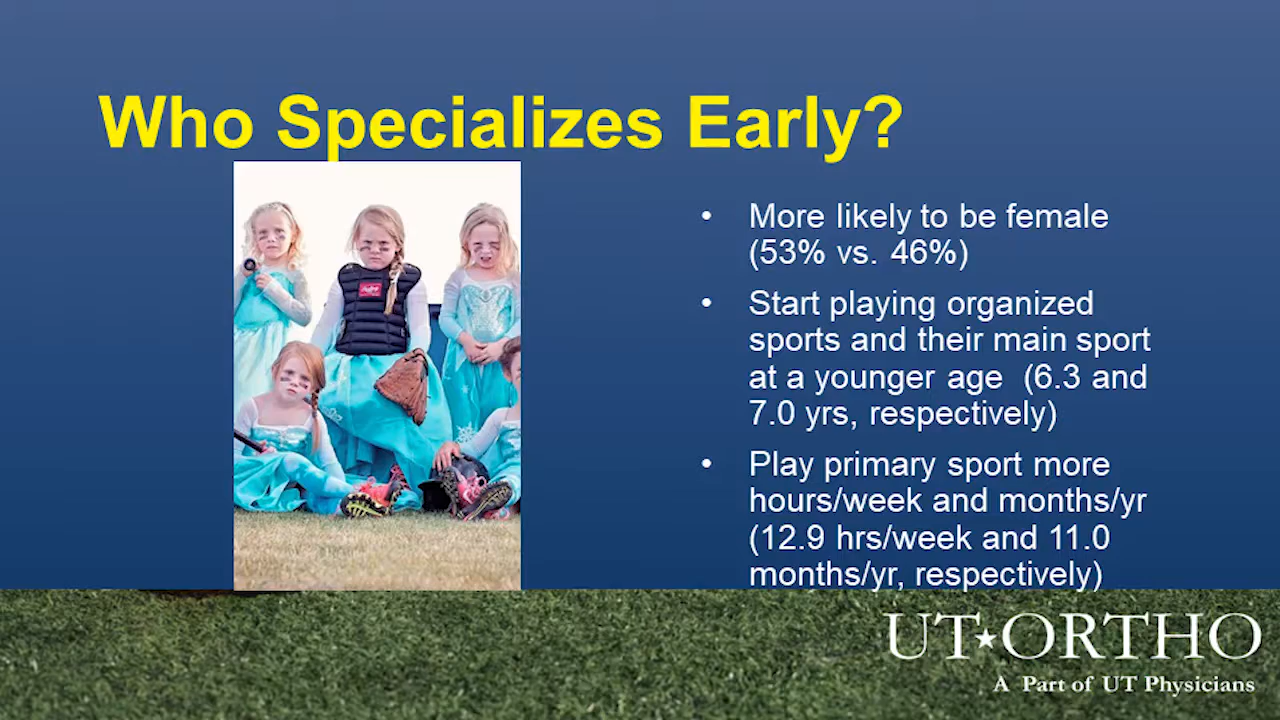 Who Specializes Early?
• More likely to be female
(53% vs. 46%)
• Start playing organized
sports and their main sport
at a younger age  (6.3 and
7.0 yrs, respectively)
• Play primary sport more
hours/week and months/yr
(12.9 hrs/week and 11.0
months/yr, respectively)
UT★ORTHO
A Part of UT Physicians